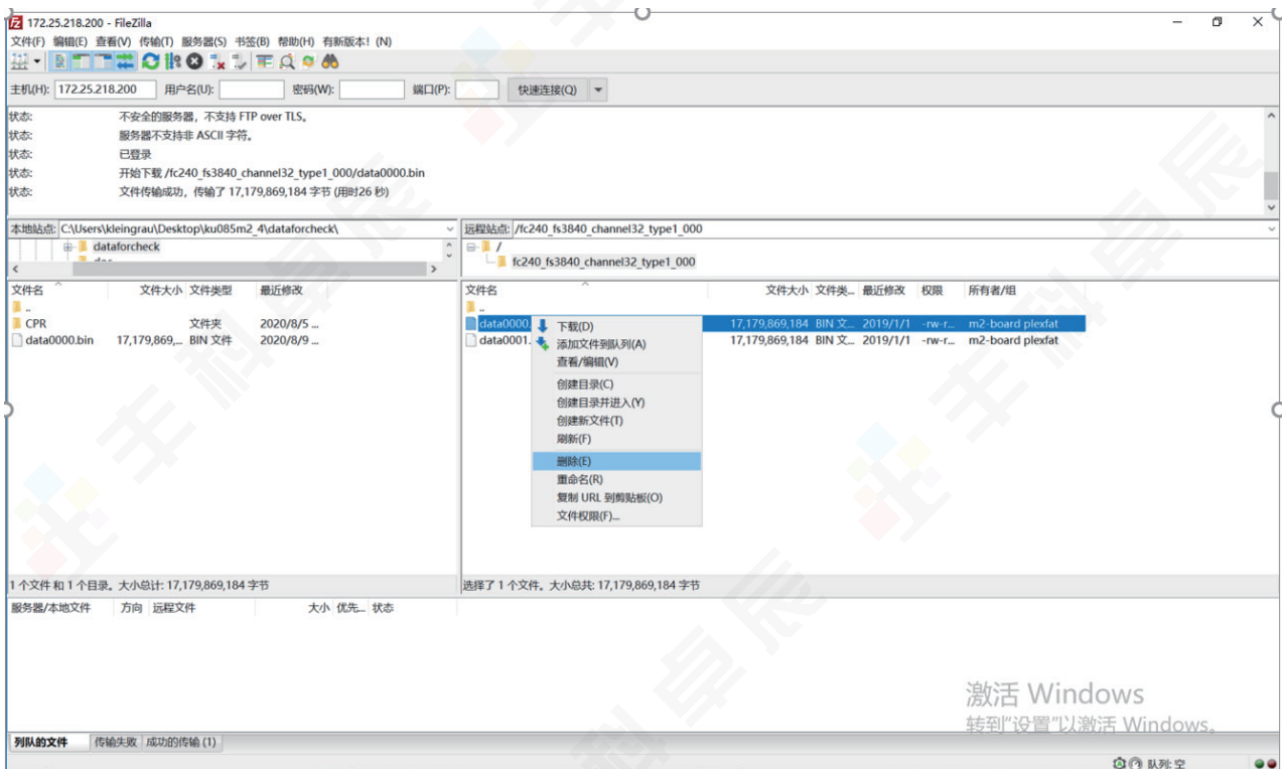 172.25.218.200 - FileZilla
文件(F) 编辑(E) 查看(V) 传输(T) 服务器(S) 书签(B) 帮助(H) 有新版本! (N)
主机(H): 172.25.218.200 用户名(U): 密码(W): 端口(P): 快速连接(Q)
状态: 不安全的服务器，不支持 FTP over TLS。
状态: 服务器不支持非 ASCII 字符。
状态: 已登录
状态: 开始下载 /fc240_fs3840_channel32_type1_000/data0000.bin
状态: 文件传输成功，传输了 17,179,869,184 字节 (用时26 秒)
本地站点: C:\Users\kleingrau\Desktop\ku085m2_4\dataforcheck\
dataforcheck
远程站点: /fc240_fs3840_channel32_type1_000
/
fc240_fs3840_channel32_type1_000
文件名 文件大小 文件类型 最近修改
..
CPR 文件夹 2020/8/5 ...
data0000.bin 17,179,869,... BIN 文件 2020/8/9 ...
1 个文件 和 1 个目录。大小总计: 17,179,869,184 字节
文件名 文件大小 文件类... 最近修改 权限 所有者/组
..
data0000. 17,179,869,184 BIN 文... 2019/1/1 -rw-r... m2-board plexfat
data0001. 17,179,869,184 BIN 文... 2019/1/1 -rw-r... m2-board plexfat
下载(D)
添加文件到队列(A)
查看/编辑(V)
创建目录(C)
创建目录并进入(Y)
创建新文件(T)
刷新(F)
删除(E)
重命名(R)
复制 URL 到剪贴板(O)
文件权限(F)...
选择了 1 个文件。大小总共: 17,179,869,184 字节
服务器/本地文件 方向 远程文件 大小 优先... 状态
激活 Windows
转到"设置"以激活 Windows。
列队的文件 传输失败 成功的传输 (1)
队列: 空
丰科卓辰